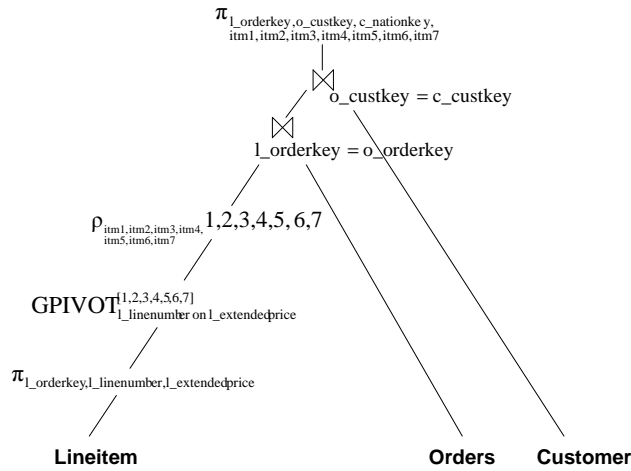 π l_orderkey,o_custkey, c_nationkey,
itm1, itm2, itm3, itm4, itm5, itm6, itm7
⋈ o_custkey = c_custkey
⋈ l_orderkey = o_orderkey
ρ itm1,itm2,itm3,itm4, 1,2,3,4,5,6,7
itm5,itm6,itm7
GPIVOT [1,2,3,4,5,6,7]
l_linenumber on l_extendedprice
π l_orderkey,l_linenumber,l_extendedprice
Lineitem Orders Customer